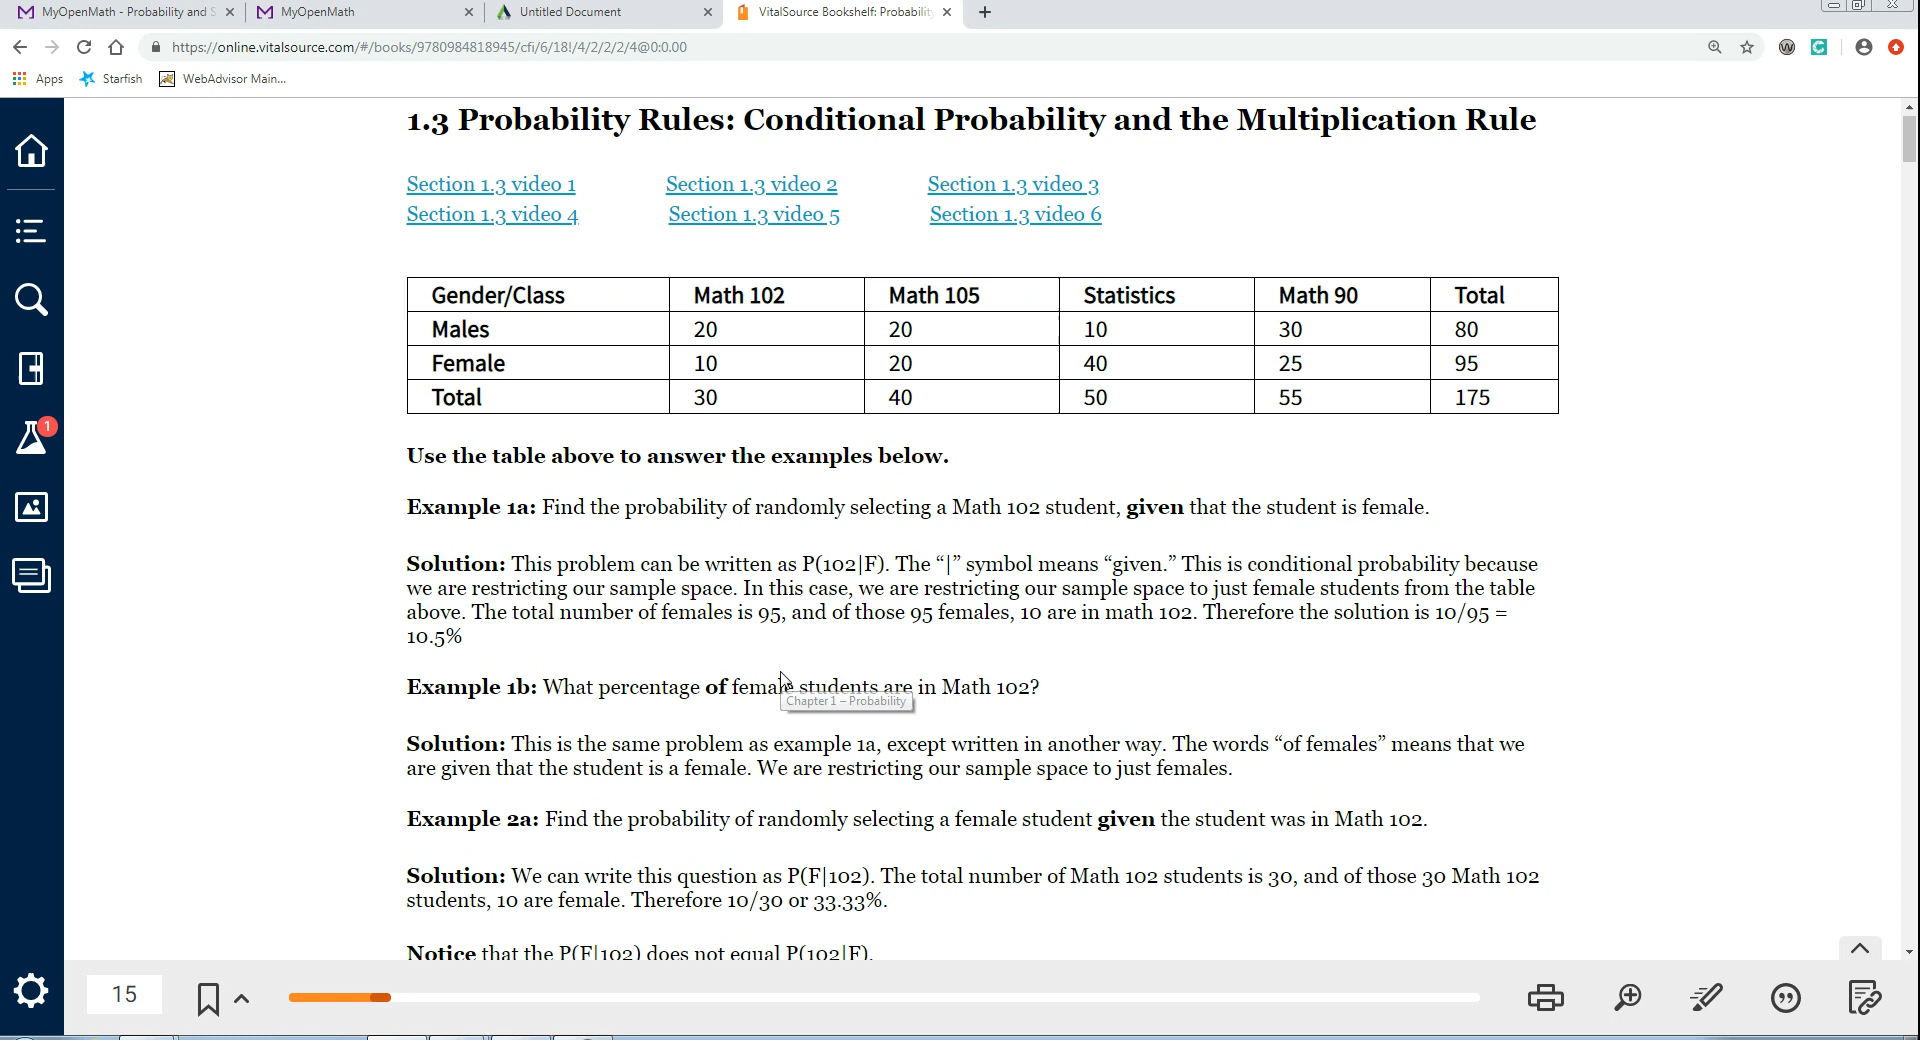 MyOpenMath - Probability and S
MyOpenMath
Untitled Document
VitalSource Bookshelf: Probability
https://online.vitalsource.com/#/books/9780984818945/cfi/6/18!/4/2/2/2/4@0:0.00
Apps Starfish WebAdvisor Main...
1.3 Probability Rules: Conditional Probability and the Multiplication Rule
Section 1.3 video 1 Section 1.3 video 2 Section 1.3 video 3
Section 1.3 video 4 Section 1.3 video 5 Section 1.3 video 6
Gender/Class Math 102 Math 105 Statistics Math 90 Total
Males 20 20 10 30 80
Female 10 20 40 25 95
Total 30 40 50 55 175
Use the table above to answer the examples below.
Example 1a: Find the probability of randomly selecting a Math 102 student, given that the student is female.
Solution: This problem can be written as P(102|F). The “|” symbol means “given.” This is conditional probability because
we are restricting our sample space. In this case, we are restricting our sample space to just female students from the table
above. The total number of females is 95, and of those 95 females, 10 are in math 102. Therefore the solution is 10/95 =
10.5%
Example 1b: What percentage of female students are in Math 102?
Chapter 1 – Probability
Solution: This is the same problem as example 1a, except written in another way. The words “of females” means that we
are given that the student is a female. We are restricting our sample space to just females.
Example 2a: Find the probability of randomly selecting a female student given the student was in Math 102.
Solution: We can write this question as P(F|102). The total number of Math 102 students is 30, and of those 30 Math 102
students, 10 are female. Therefore 10/30 or 33.33%.
Notice that the P(F|102) does not equal P(102|F).
1
15